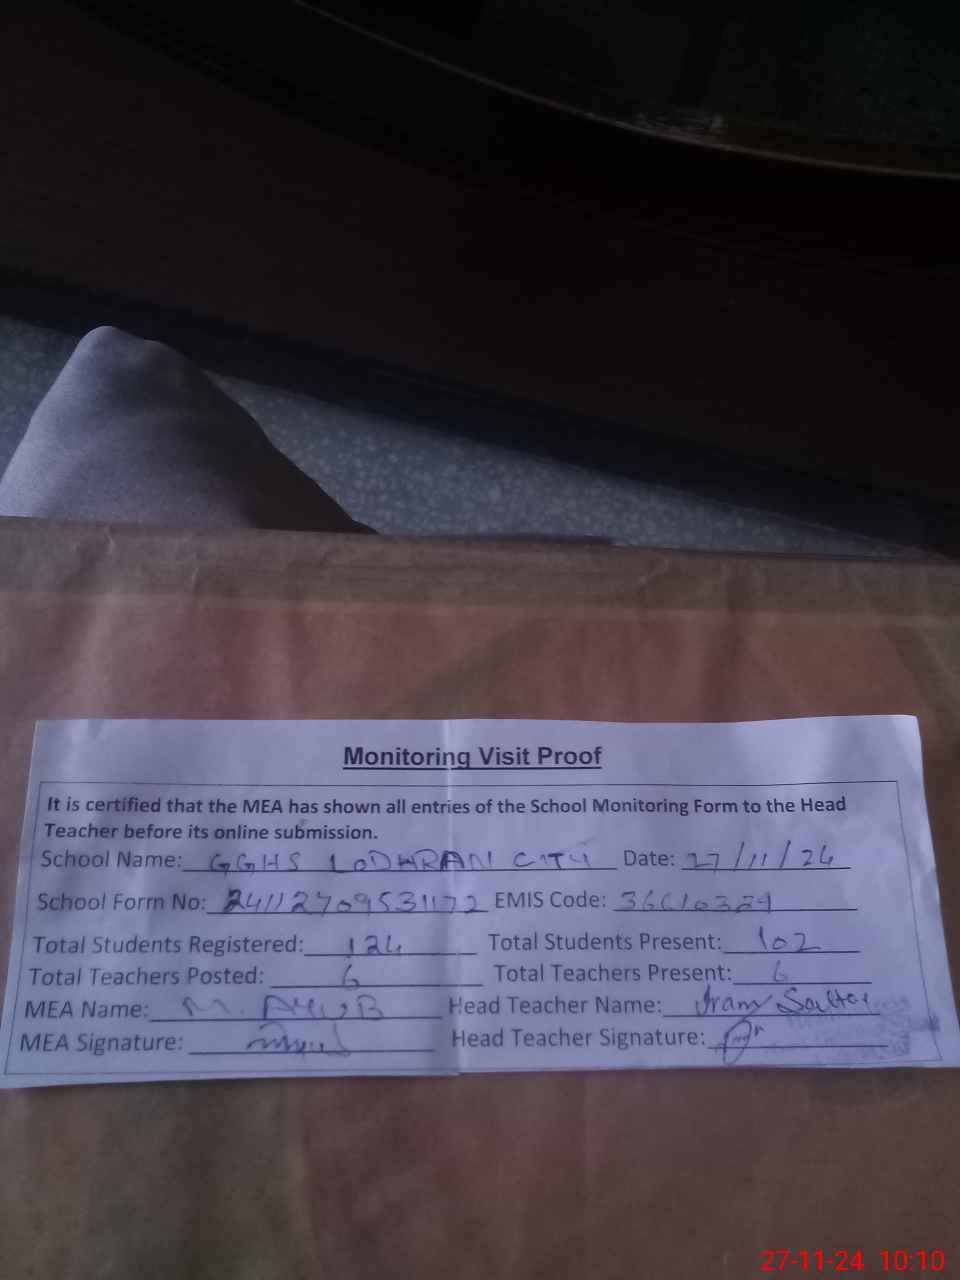 Monitoring Visit Proof
It is certified that the MEA has shown all entries of the School Monitoring Form to the Head
Teacher before its online submission.
School Name: GGHS LODHRAN CITY Date: 27/11/24
School Form No: 24112709531172 EMIS Code:
Total Students Registered: 124 Total Students Present: 102
Total Teachers Posted: 6 Total Teachers Present: 6
MEA Name: M. AYUB Head Teacher Name:
MEA Signature: Head Teacher Signature:
27-11-24 10:10